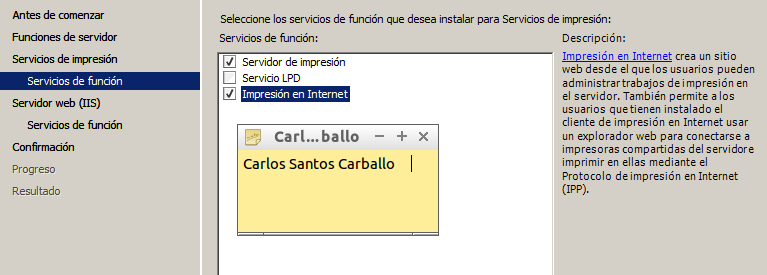 Antes de comenzar
Funciones de servidor
Servicios de impresión
Servicios de función
Servidor web (IIS)
Servicios de función
Confirmación
Progreso
Resultado
Seleccione los servicios de función que desea instalar para Servicios de impresión:
Servicios de función:
Servidor de impresión
Servicio LPD
Impresión en Internet
Carl...ballo
Carlos Santos Carballo
Descripción:
Impresión en Internet crea un sitio
web desde el que los usuarios pueden
administrar trabajos de impresión en
el servidor. También permite a los
usuarios que tienen instalado el
cliente de impresión en Internet usar
un explorador web para conectarse a
impresoras compartidas del servidore
imprimir en ellas mediante el
Protocolo de impresión en Internet
(IPP).